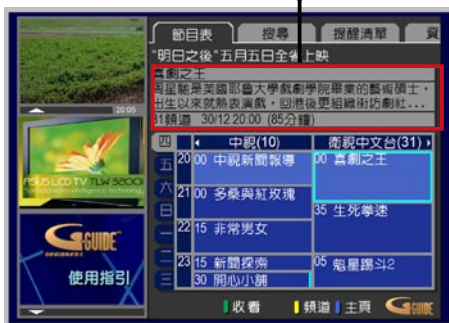 節目表
搜尋
提醒清單
"明日之後"五月五日全省上映
喜劇之王
周星馳是美國耶魯大學戲劇學院畢業的藝術碩士，
出生以來就熱衷演戲，回港後更組織街坊劇社...
31頻道 30/12 20:00 (85分鐘)
20:05
ASUS LCD TV TLW 32001
G-GUIDE
使用指引
四
五
六
日
一
二
三
中視(10)
衛視中文台(31)
20 00 中視新聞報導
00 喜劇之王
21 00 多桑與紅玫瑰
35 生死拳速
22 15 非常男女
23 15 新聞探索
05 魁星踢斗2
30 開心小舖
收看
頻道
主頁
G-GUIDE